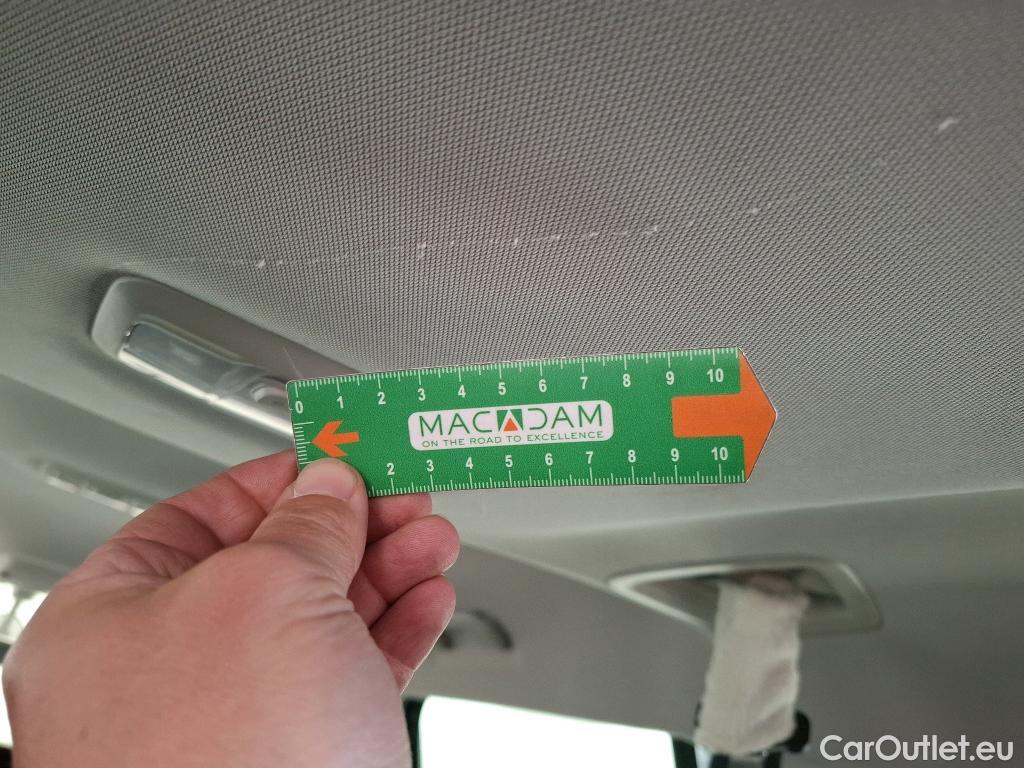 0 1 2 3 4 5 6 7 8 9 10
MACADAM
ON THE ROAD TO EXCELLENCE
2 3 4 5 6 7 8 9 10
CarOutlet.eu